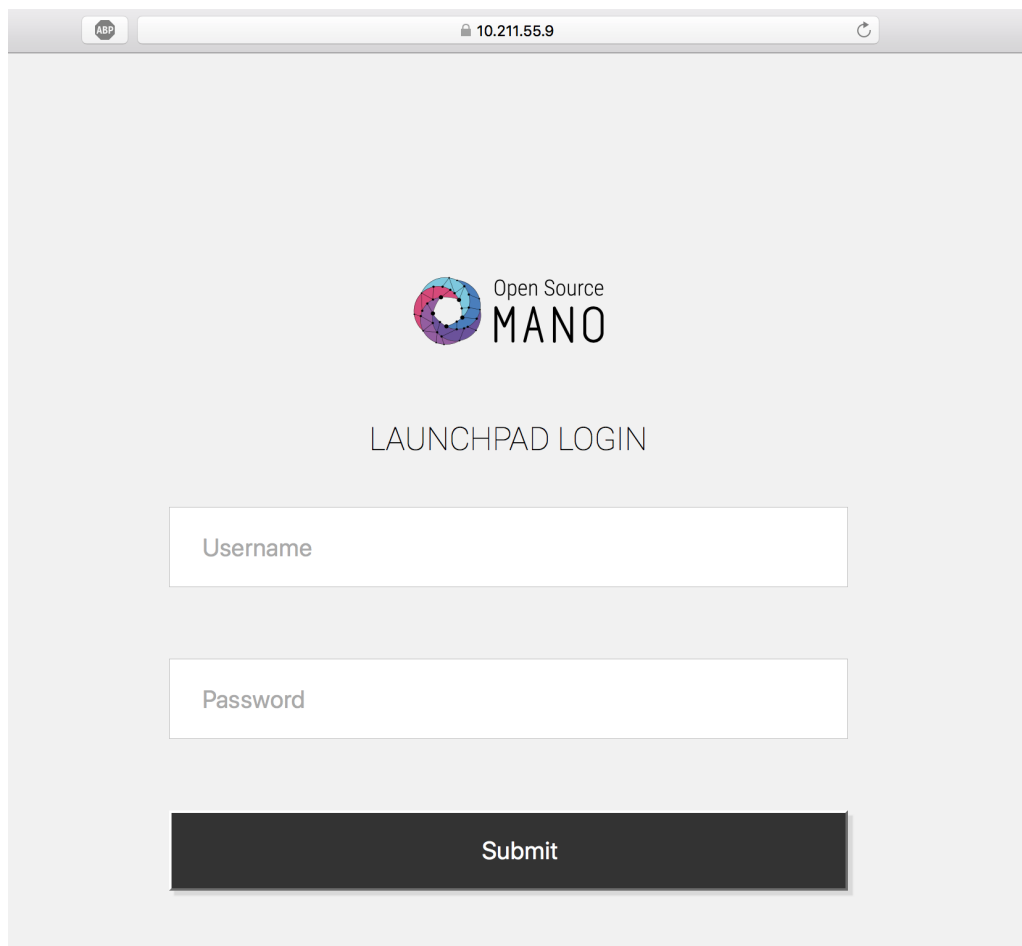 ABP
10.211.55.9
Open Source
MANO
LAUNCHPAD LOGIN
Username
Password
Submit